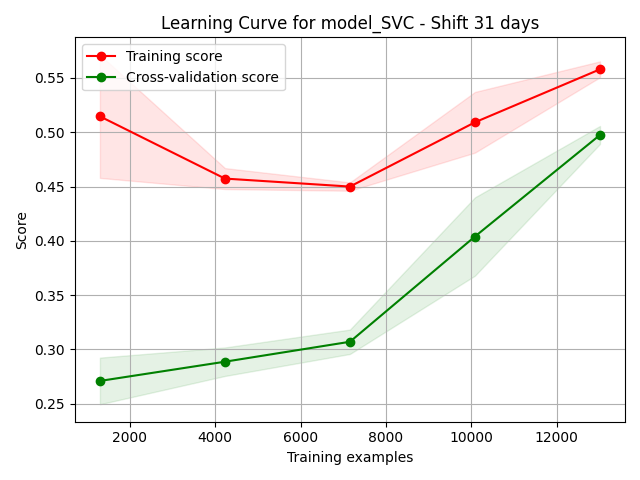 Learning Curve for model_SVC - Shift 31 days
Training score
Cross-validation score
Score
0.55
0.50
0.45
0.40
0.35
0.30
0.25
2000 4000 6000 8000 10000 12000
Training examples